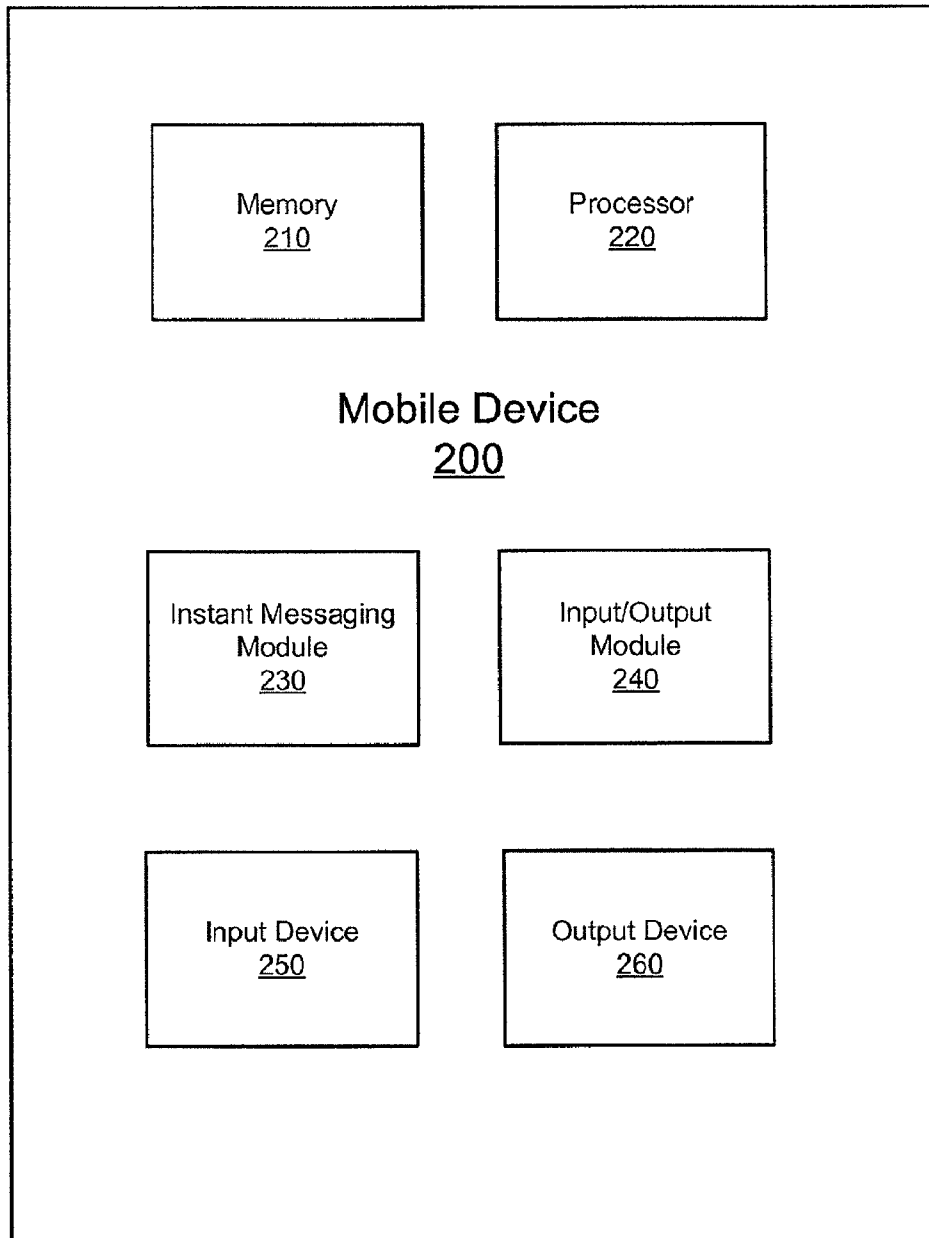 Memory
210
Processor
220
Mobile Device
200
Instant Messaging
Module
230
Input/Output
Module
240
Input Device
250
Output Device
260